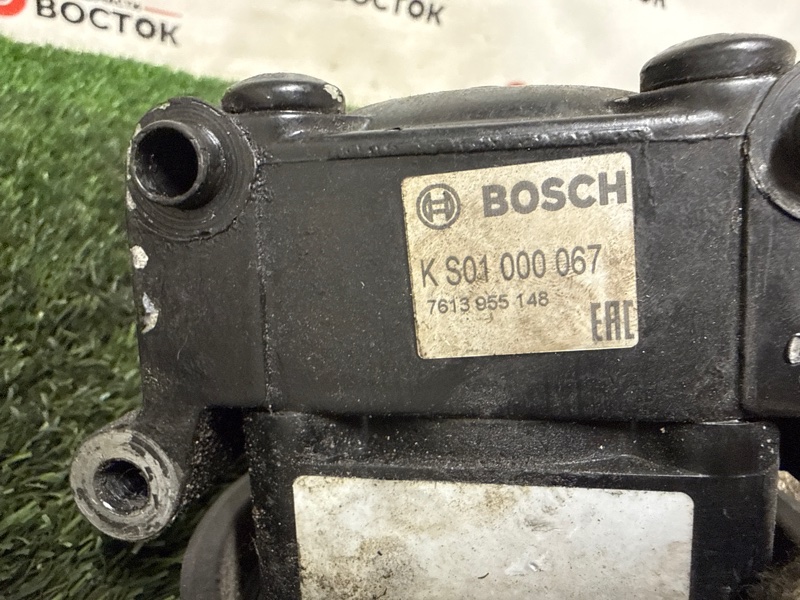 ВОСТОК
ВОСТОК
BOSCH
K S01 000 067
7613 955 148
EAC